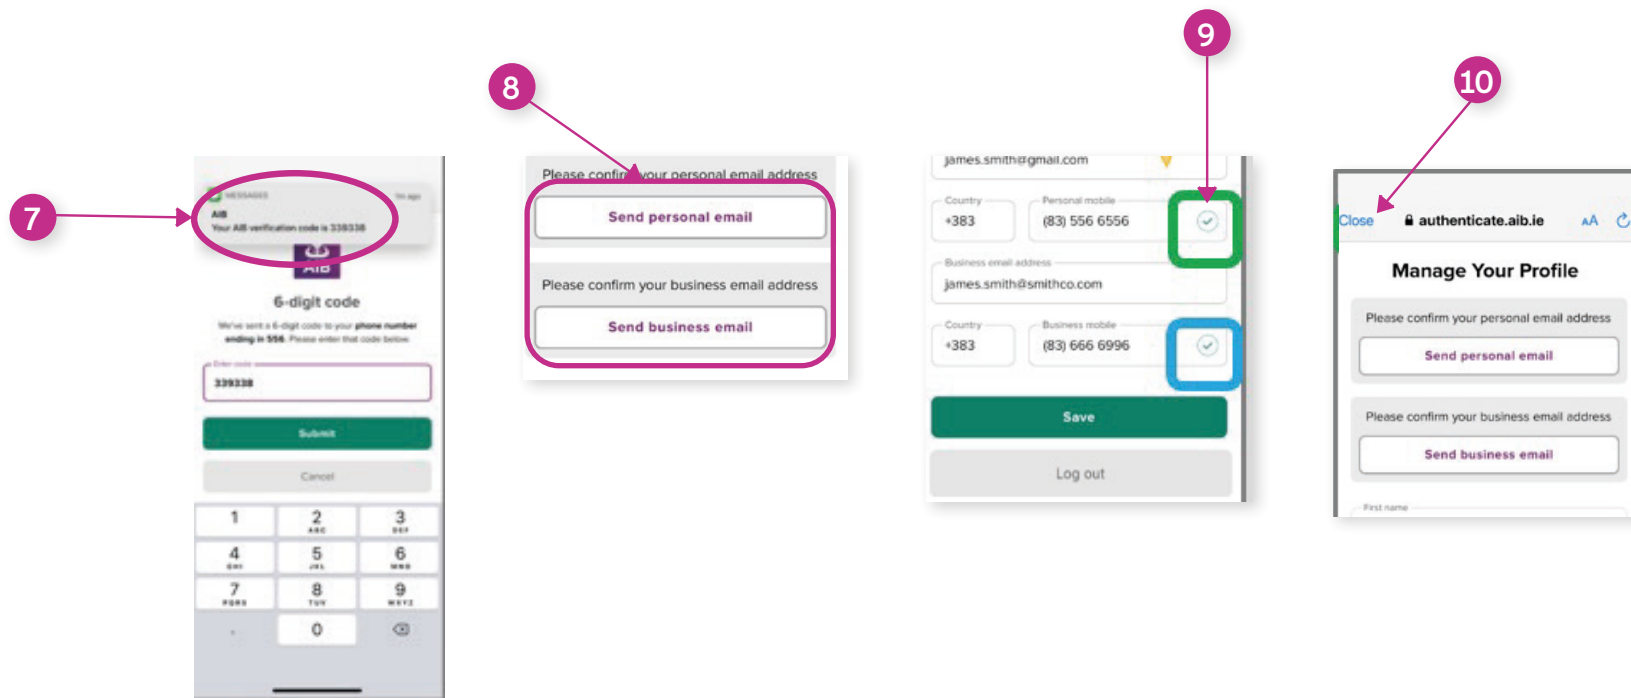 7
MESSAGES
1m ago
AIB
Your AIB verification code is 339338
AIB
6-digit code
We've sent a 6-digit code to your phone number
ending in 556. Please enter that code below.
Enter code
339338
Submit
Cancel
1
2
ABC
3
DEF
4
GHI
5
JKL
6
MNO
7
PQRS
8
TUV
9
WXYZ
0
8
Please confirm your personal email address
Send personal email
Please confirm your business email address
Send business email
9
james.smith@gmail.com
Country
Personal mobile
+383
(83) 556 6556
Business email address
james.smith@smithco.com
Country
Business mobile
+383
(83) 666 6996
Save
Log out
10
Close
authenticate.aib.ie
AA
Manage Your Profile
Please confirm your personal email address
Send personal email
Please confirm your business email address
Send business email
First name